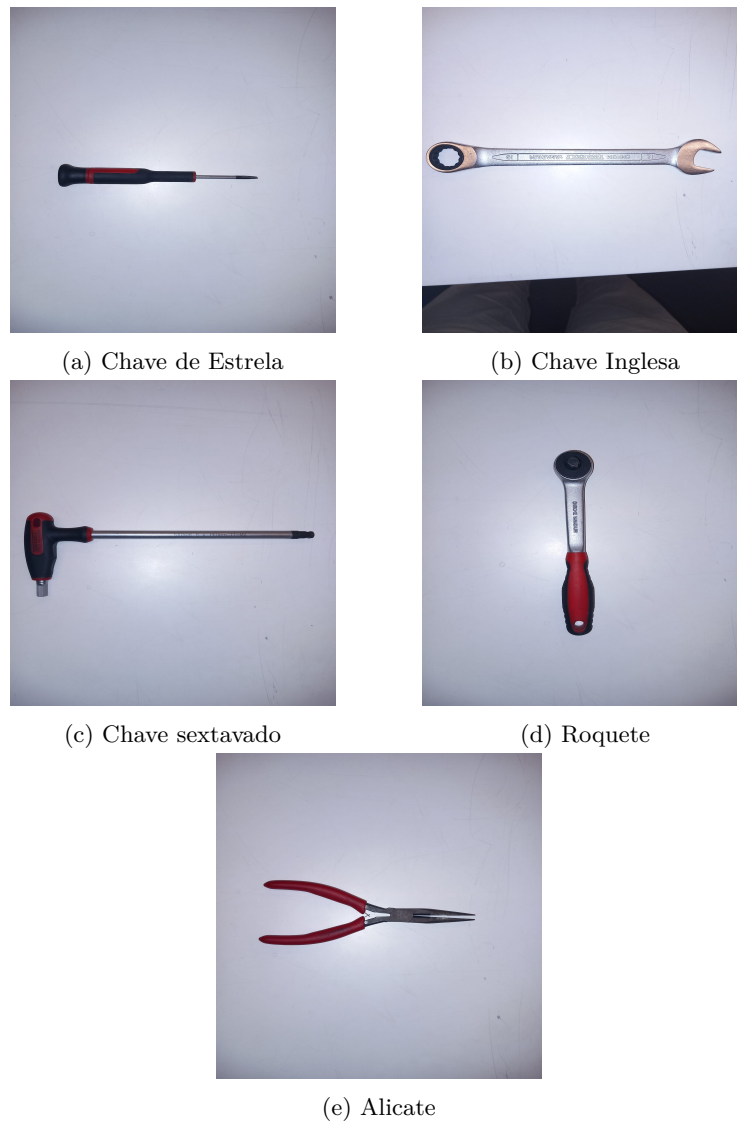 (a) Chave de Estrela
(b) Chave Inglesa
(c) Chave sextavado
(d) Roquete
(e) Alicate